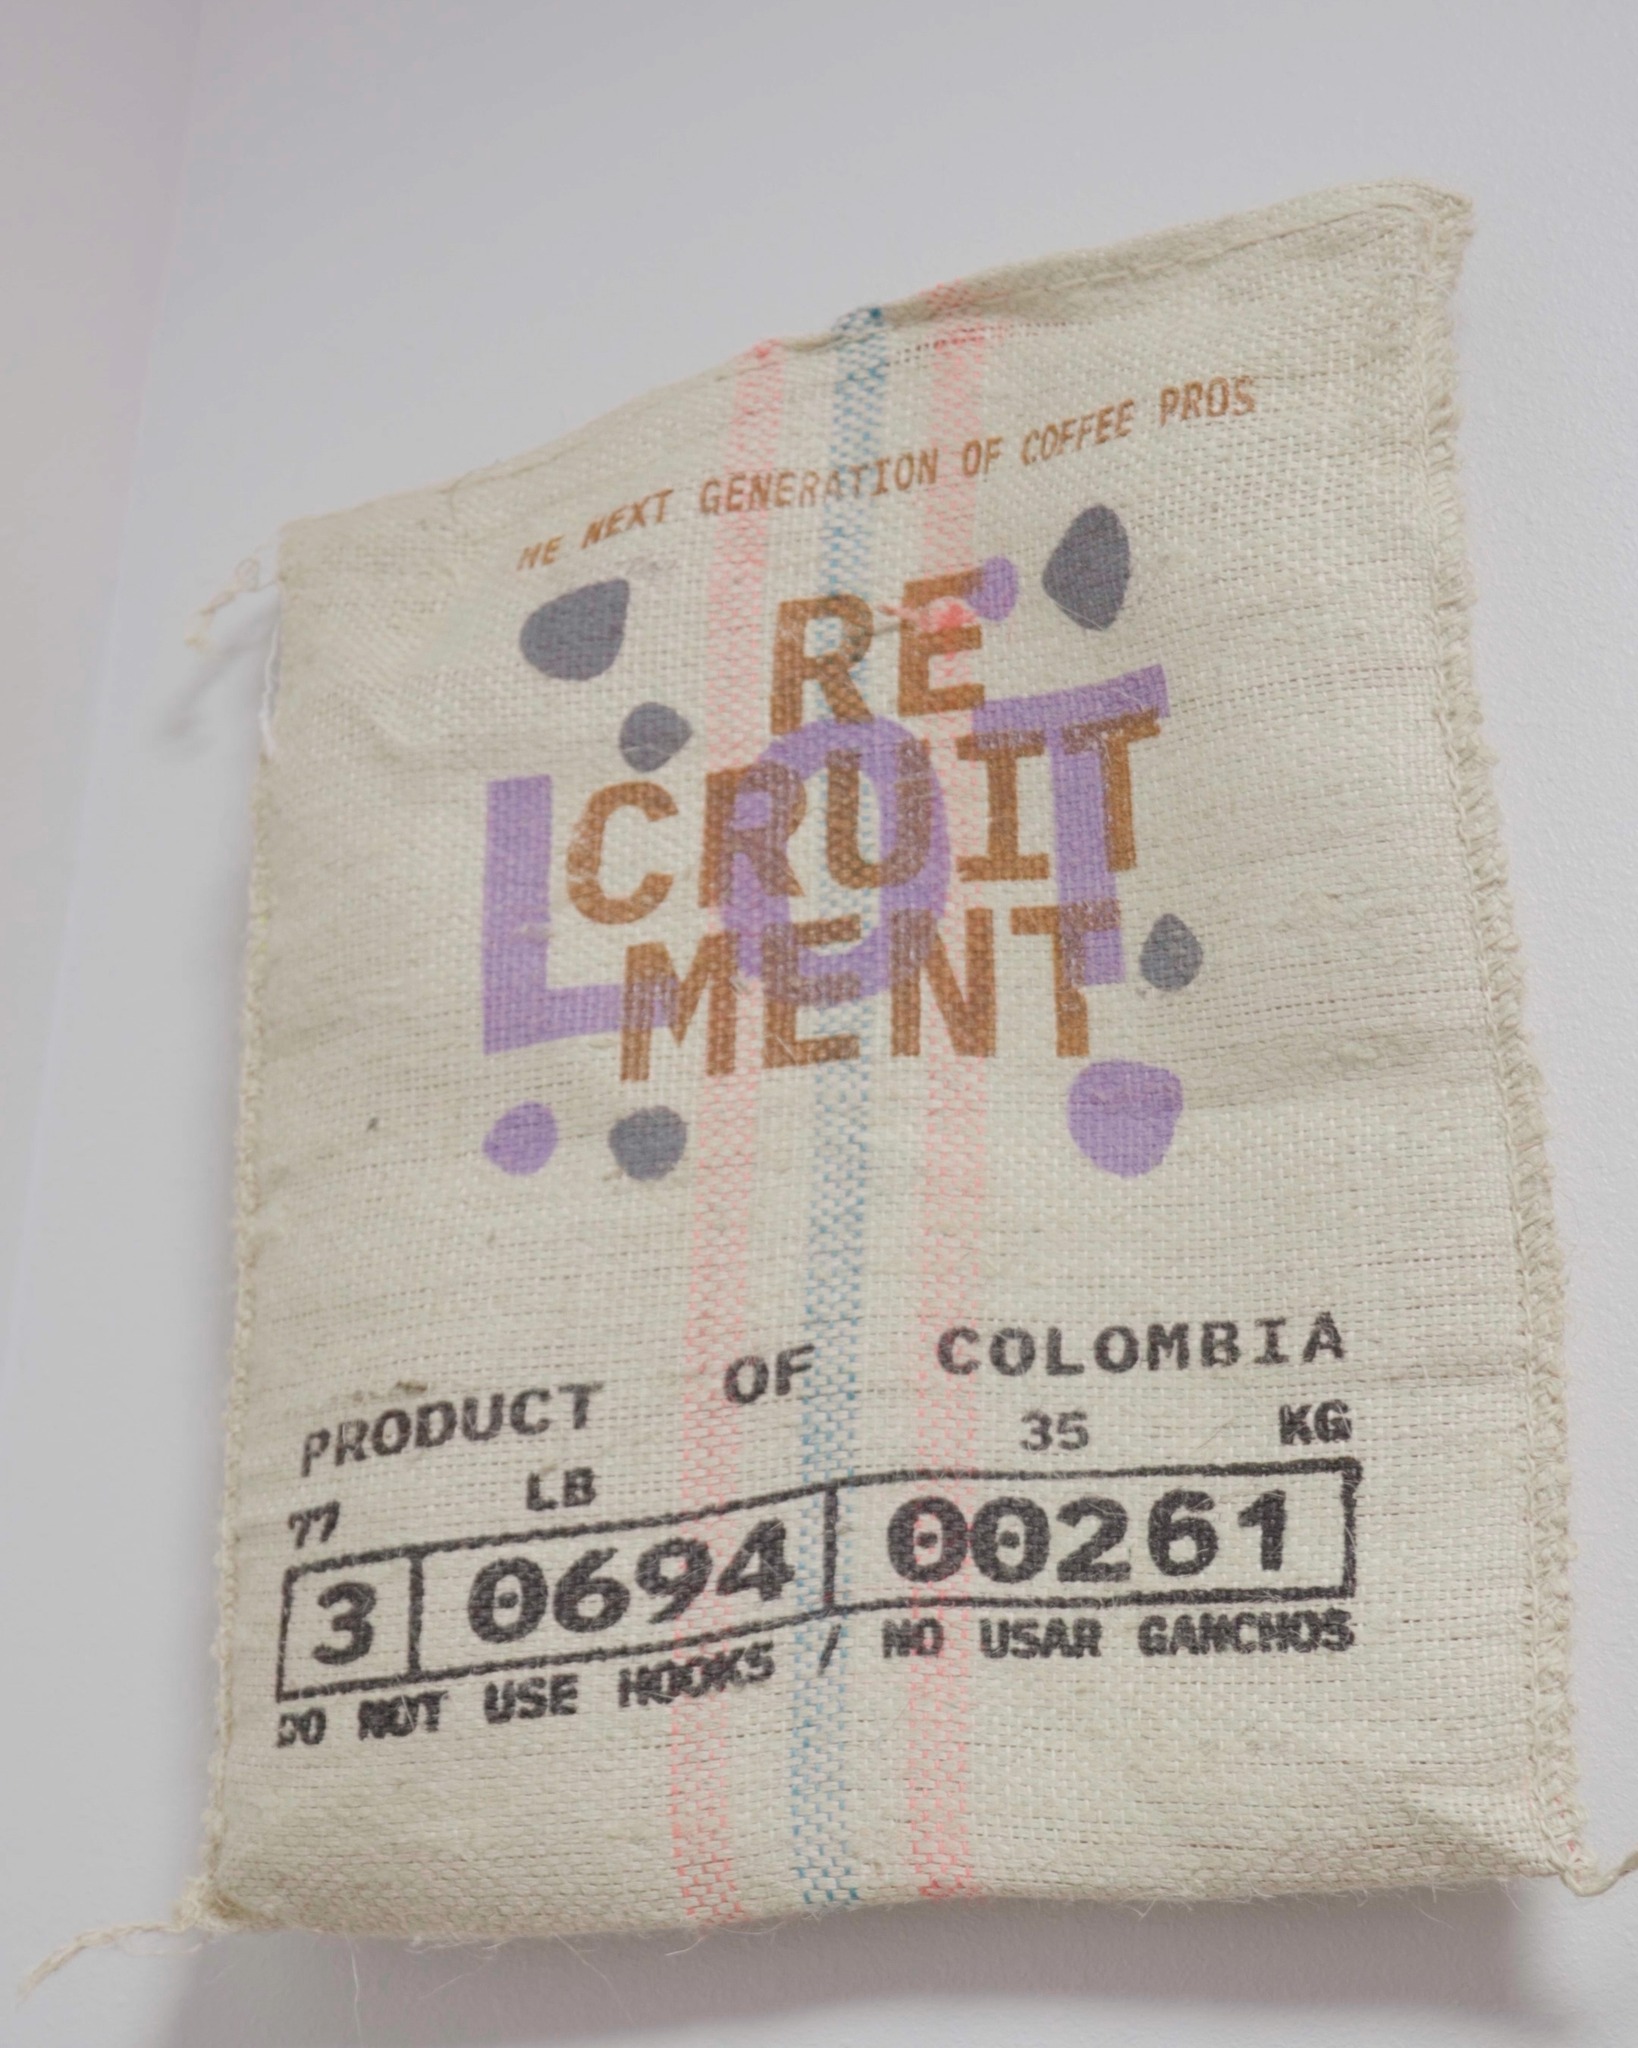 NEXT GENERATION OF COFFEE PROS
RE
CRUIT
MENT
LOT
PRODUCT OF COLOMBIA
77 LB 35 KG
3 0694 00261
DO NOT USE HOOKS / NO USAR GANCHOS